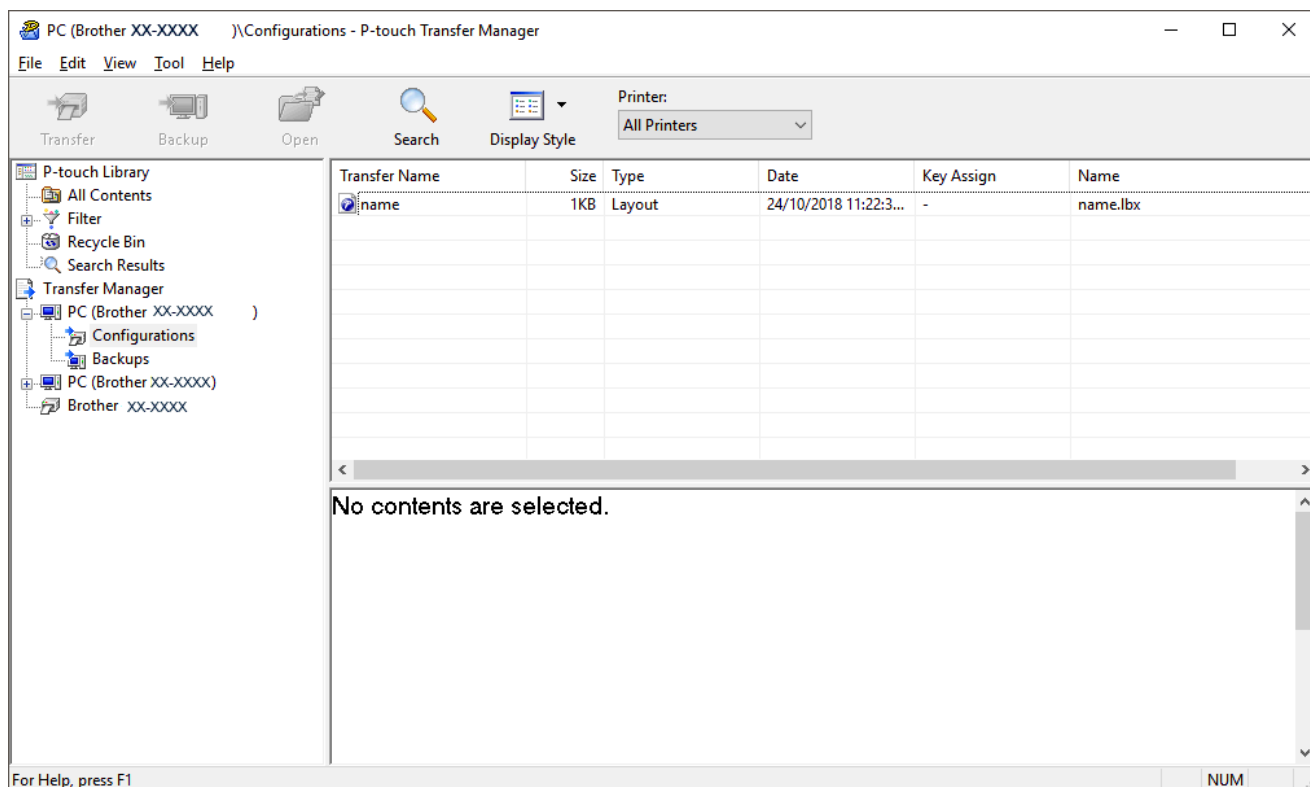 PC (Brother XX-XXXX )\Configurations - P-touch Transfer Manager
File Edit View Tool Help
Transfer Backup Open Search Display Style
Printer:
All Printers
P-touch Library
All Contents
Filter
Recycle Bin
Search Results
Transfer Manager
PC (Brother XX-XXXX )
Configurations
Backups
PC (Brother XX-XXXX)
Brother XX-XXXX
Transfer Name Size Type Date Key Assign Name
name 1KB Layout 24/10/2018 11:22:3... - name.lbx
No contents are selected.
For Help, press F1
NUM